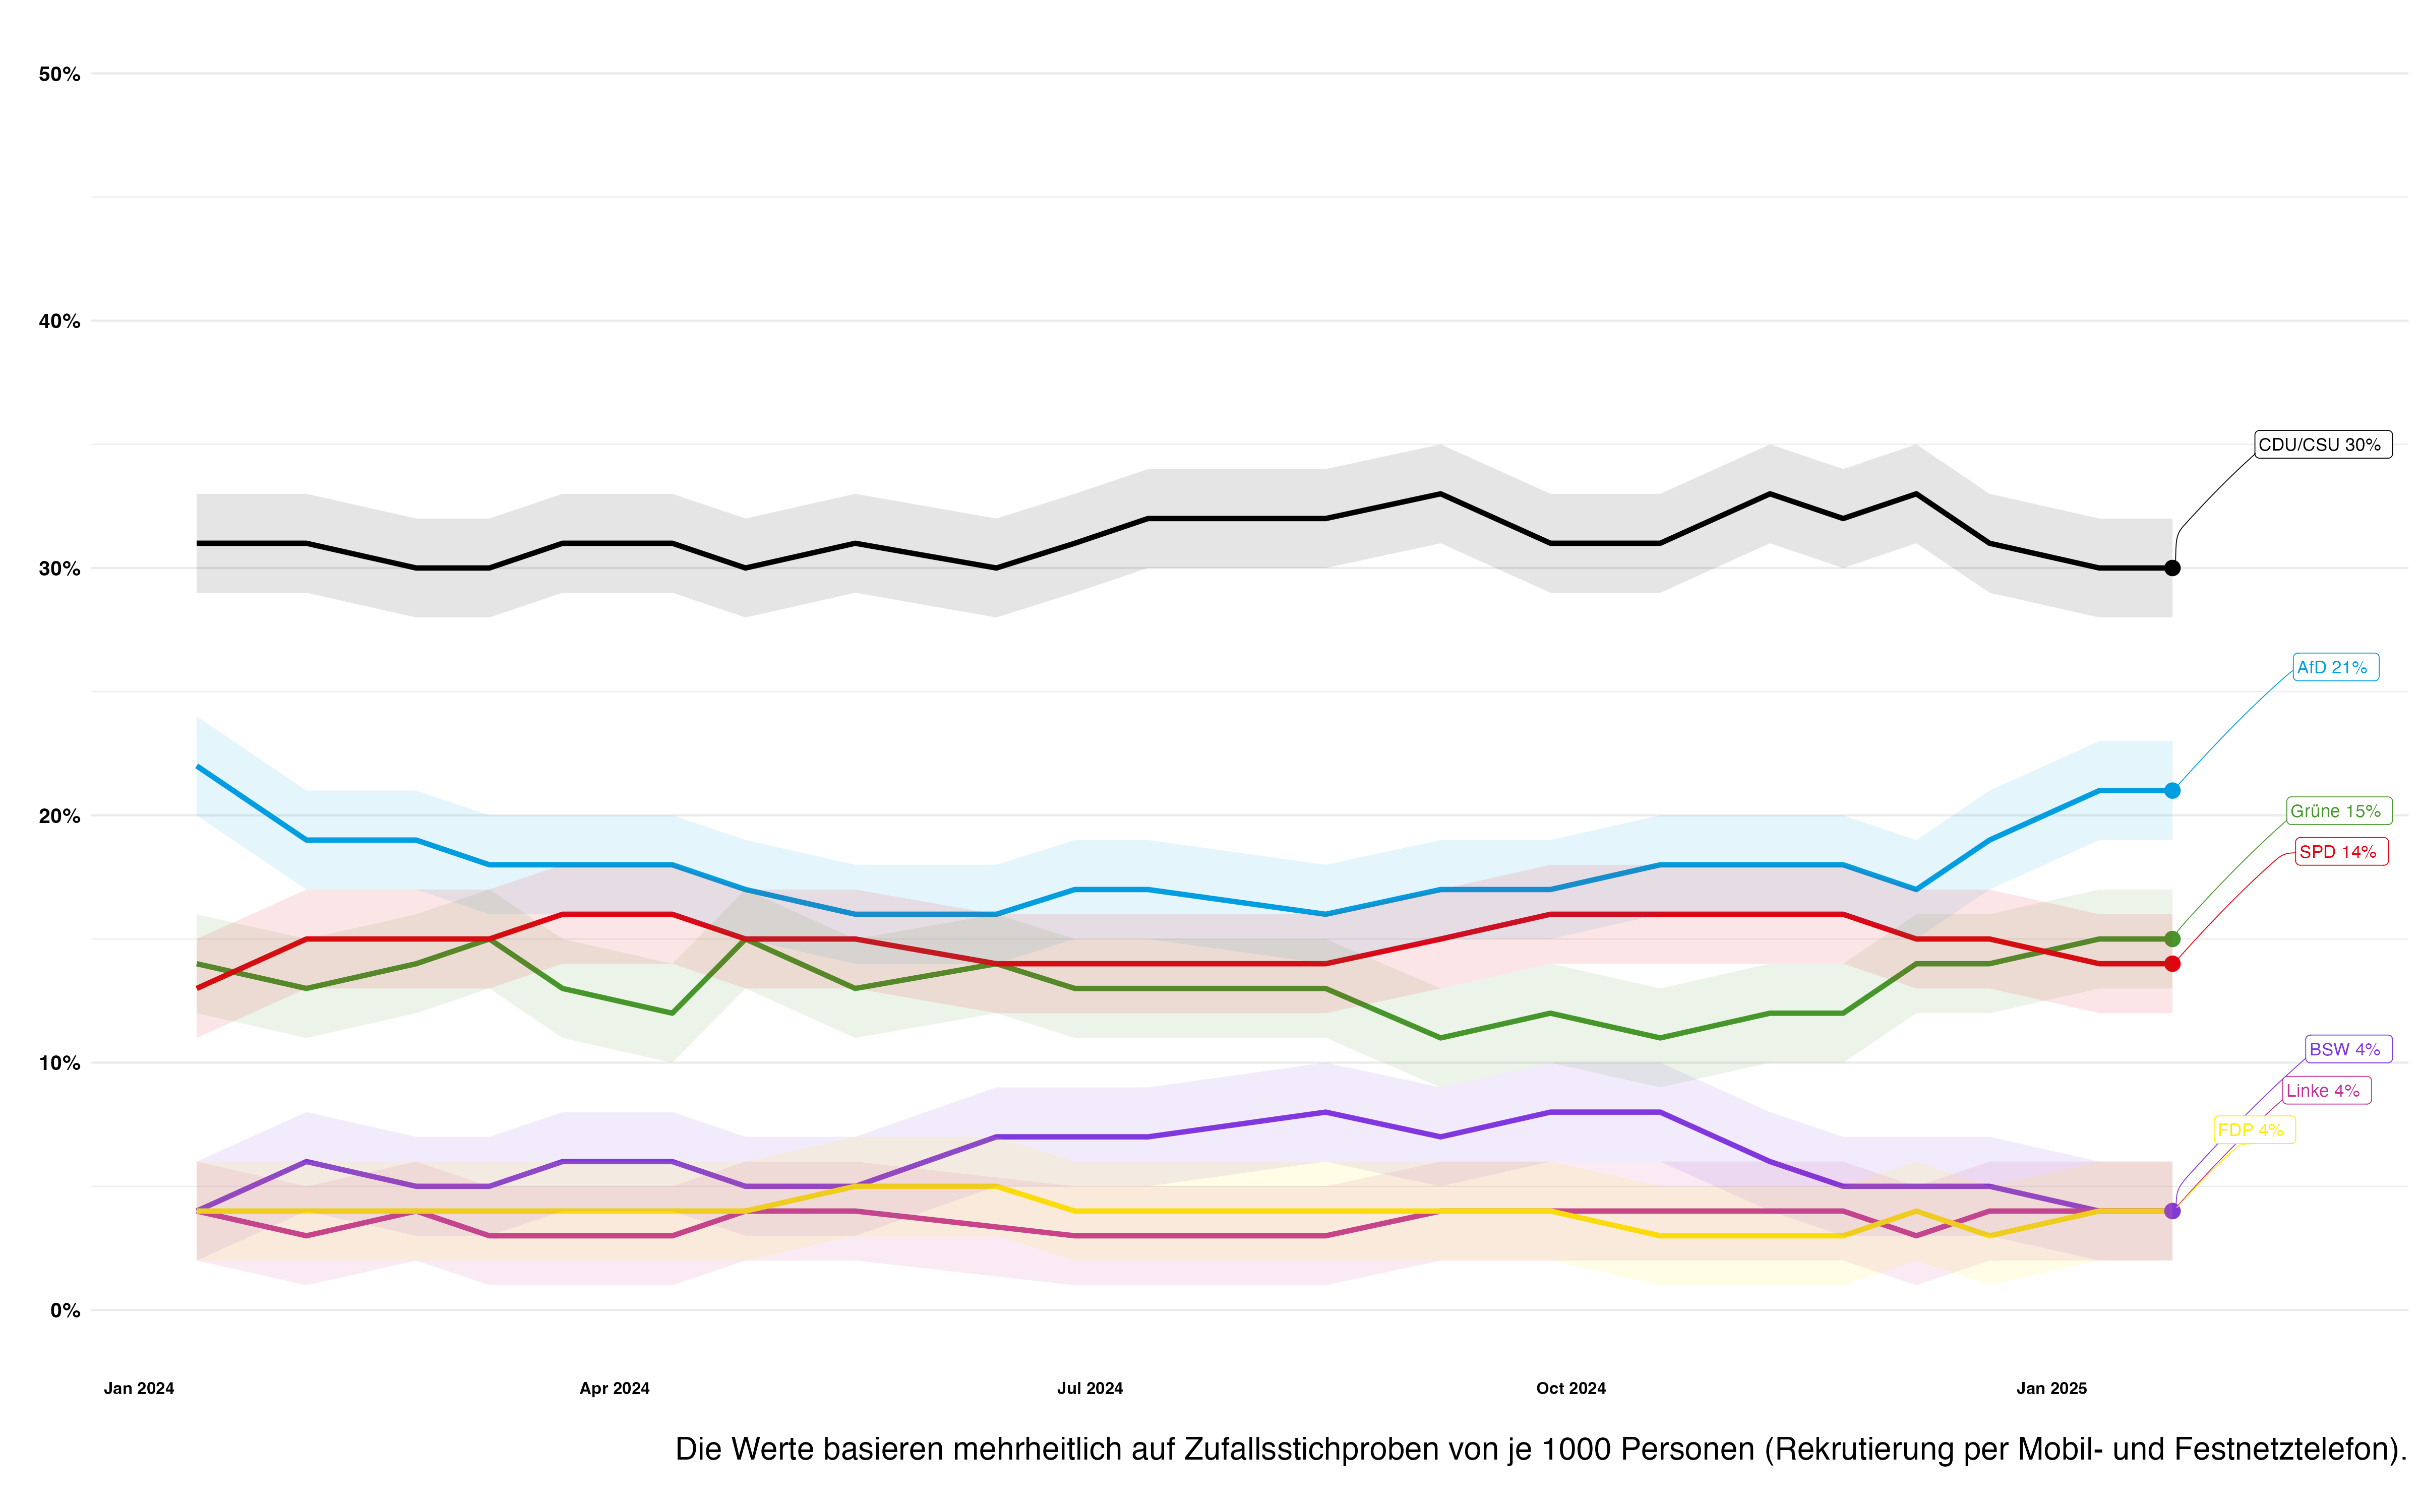 50%
40%
CDU/CSU 30%
30%
AfD 21%
Grüne 15%
20%
SPD 14%
BSW 4%
10%
Linke 4%
FDP 4%
0%
Jan 2024 Apr 2024 Jul 2024 Oct 2024 Jan 2025
Die Werte basieren mehrheitlich auf Zufallsstichproben von je 1000 Personen (Rekrutierung per Mobil- und Festnetztelefon).